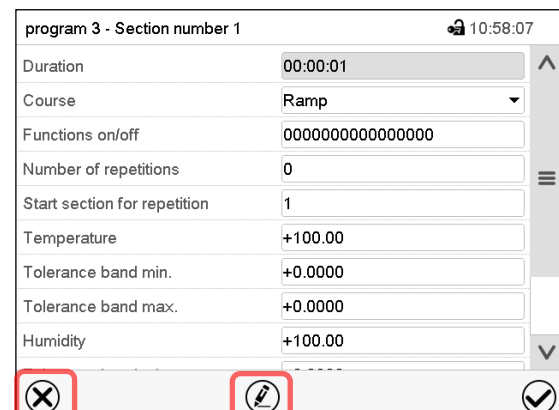 program 3 - Section number 1 10:58:07
Duration 00:00:01
Course Ramp
Functions on/off 0000000000000000
Number of repetitions 0
Start section for repetition 1
Temperature +100.00
Tolerance band min. +0.0000
Tolerance band max. +0.0000
Humidity +100.00